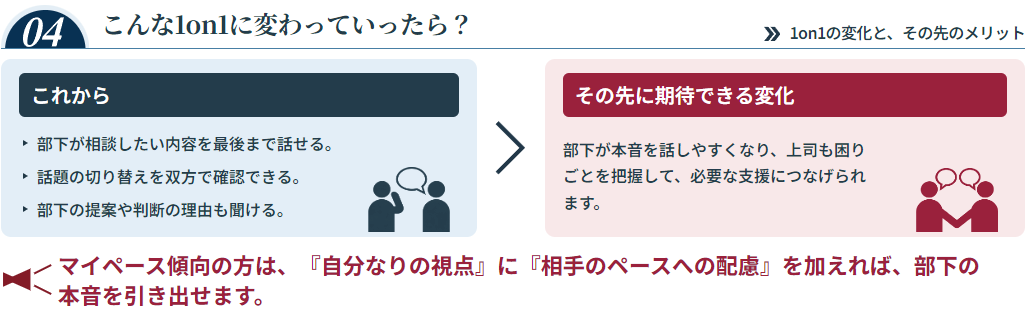 04
こんな1on1に変わっていったら？
1on1の変化と、その先のメリット
これから
部下が相談したい内容を最後まで話せる。
話題の切り替えを双方で確認できる。
部下の提案や判断の理由も聞ける。
その先に期待できる変化
部下が本音を話しやすくなり、上司も困り
ごとを把握して、必要な支援につなげられ
ます。
マイペース傾向の方は、『自分なりの視点』に『相手のペースへの配慮』を加えれば、部下の
本音を引き出せます。